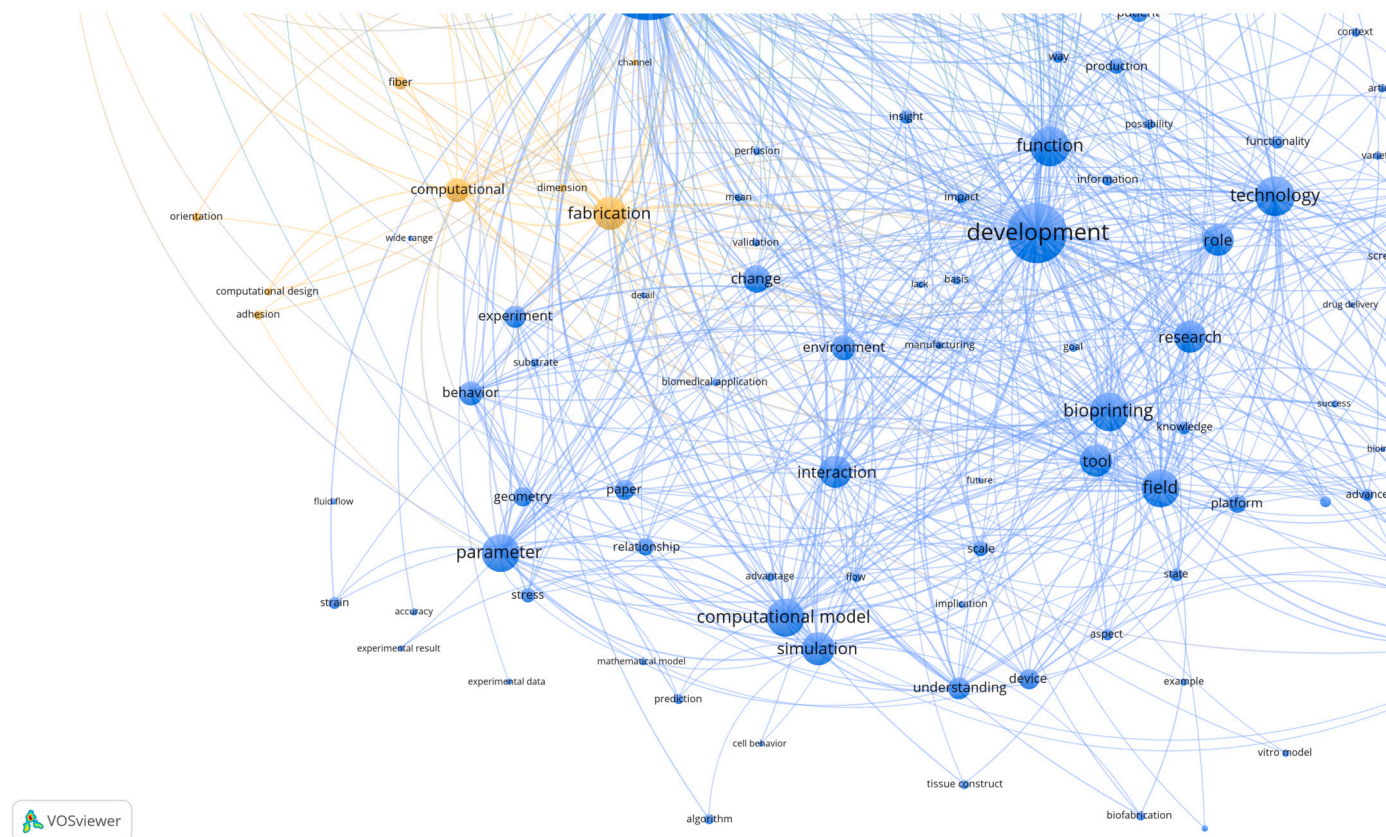 patient
context
way
production
channel
fiber
artic
insight
possibility
function
functionality
perfusion
variet
information
computational
dimension
technology
mean
impact
fabrication
orientation
development
wide range
validation
role
scre
change
basis
lack
computational design
detail
drug delivery
adhesion
experiment
research
environment
manufacturing
goal
substrate
biomedical application
behavior
success
bioprinting
knowledge
bioin
tool
interaction
future
field
geometry
paper
advance
fluid flow
platform
parameter
relationship
scale
advantage
flow
state
stress
strain
implication
accuracy
computational model
aspect
experimental result
simulation
mathematical model
experimental data
device
example
understanding
prediction
cell behavior
vitro model
tissue construct
biofabrication
algorithm
VOSviewer